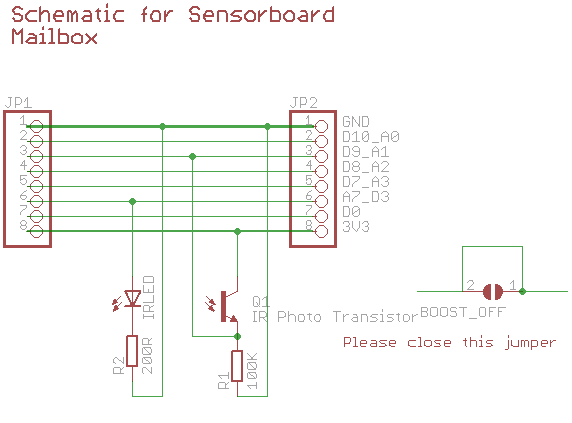 Schematic for Sensorboard
Mailbox
JP1
JP2
1
2
3
4
5
6
7
8
1
2
3
4
5
6
7
8
GND
D10_A0
D9_A1
D8_A2
D7_A3
A7_D3
D0
3V3
IRLED
R2
200R
Q1
IR Photo Transistor
R1
100K
2
1
BOOST_OFF
Please close this jumper